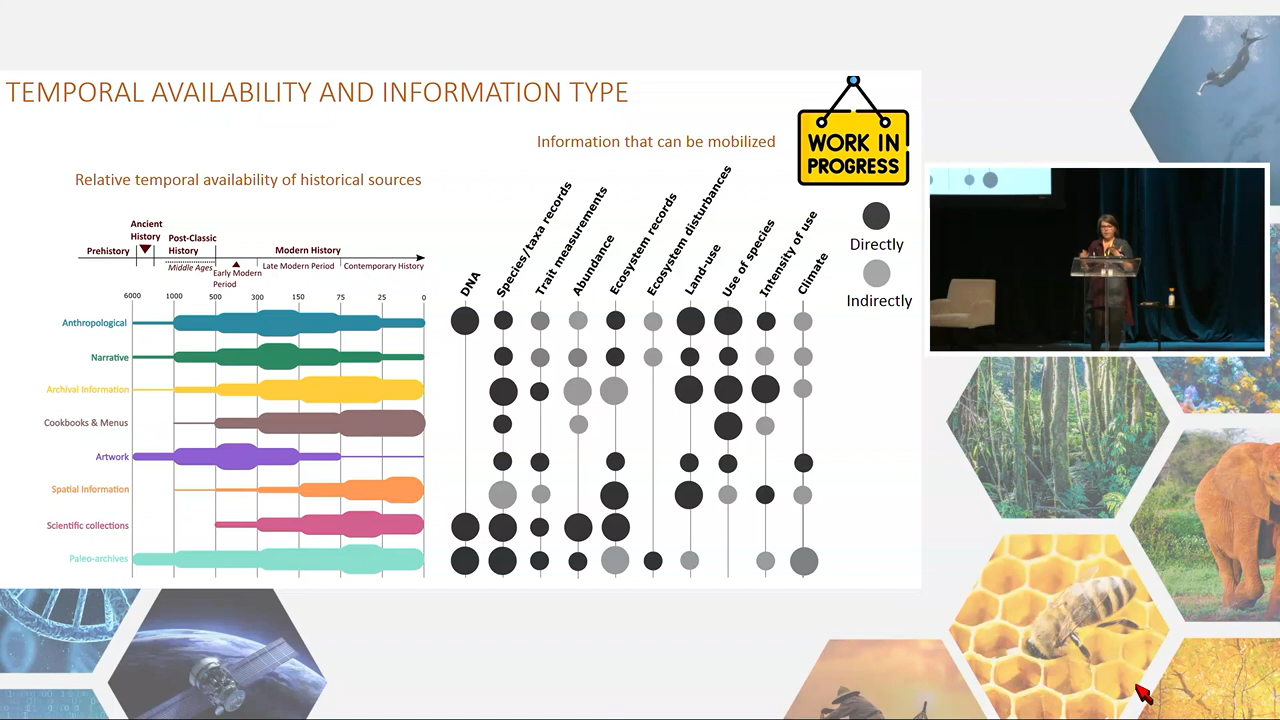 TEMPORAL AVAILABILITY AND INFORMATION TYPE
WORK IN
PROGRESS
Information that can be mobilized
Relative temporal availability of historical sources
Directly
Indirectly
Prehistory
Ancient
History
Post-Classic
History
Middle Ages
Early Modern
Period
Modern History
Late Modern Period
Contemporary History
6000 1000 500 300 150 75 25 0
DNA
Species/taxa records
Trait measurements
Abundance
Ecosystem records
Ecosystem disturbances
Land-use
Use of species
Intensity of use
Climate
Anthropological
Narrative
Archival Information
Cookbooks & Menus
Artwork
Spatial Information
Scientific collections
Paleo-archives